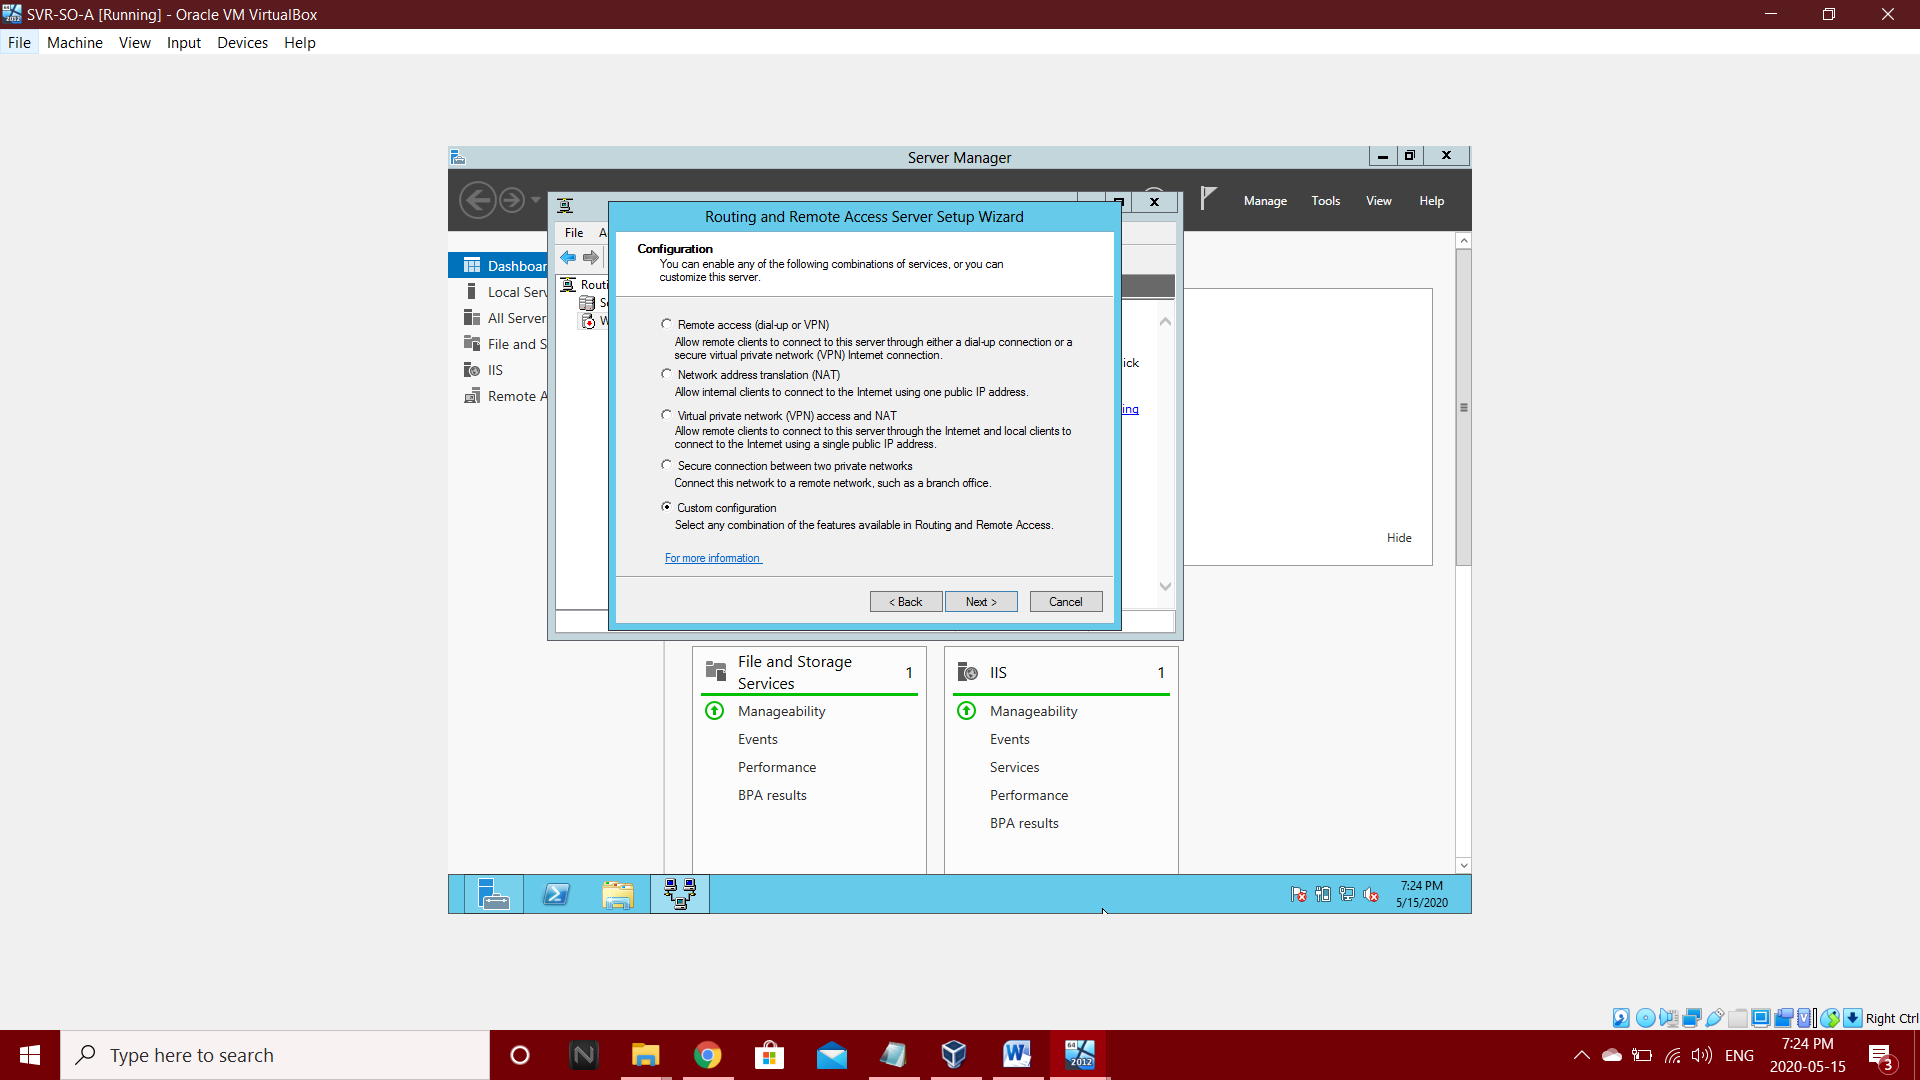 SVR-SO-A [Running] - Oracle VM VirtualBox
File Machine View Input Devices Help
Server Manager
Manage Tools View Help
Routing and Remote Access Server Setup Wizard
File A
Configuration
You can enable any of the following combinations of services, or you can
customize this server.
Dashboar
Local Serv
All Server
File and S
IIS
Remote A
Routi
Se
W
Remote access (dial-up or VPN)
Allow remote clients to connect to this server through either a dial-up connection or a
secure virtual private network (VPN) Internet connection.
Network address translation (NAT)
Allow internal clients to connect to the Internet using one public IP address.
Virtual private network (VPN) access and NAT
Allow remote clients to connect to this server through the Internet and local clients to
connect to the Internet using a single public IP address.
Secure connection between two private networks
Connect this network to a remote network, such as a branch office.
Custom configuration
Select any combination of the features available in Routing and Remote Access.
For more information
< Back Next > Cancel
ick
ing
Hide
File and Storage
Services
1
Manageability
Events
Performance
BPA results
IIS 1
Manageability
Events
Services
Performance
BPA results
7:24 PM
5/15/2020
Right Ctrl
Type here to search
ENG
7:24 PM
2020-05-15
3